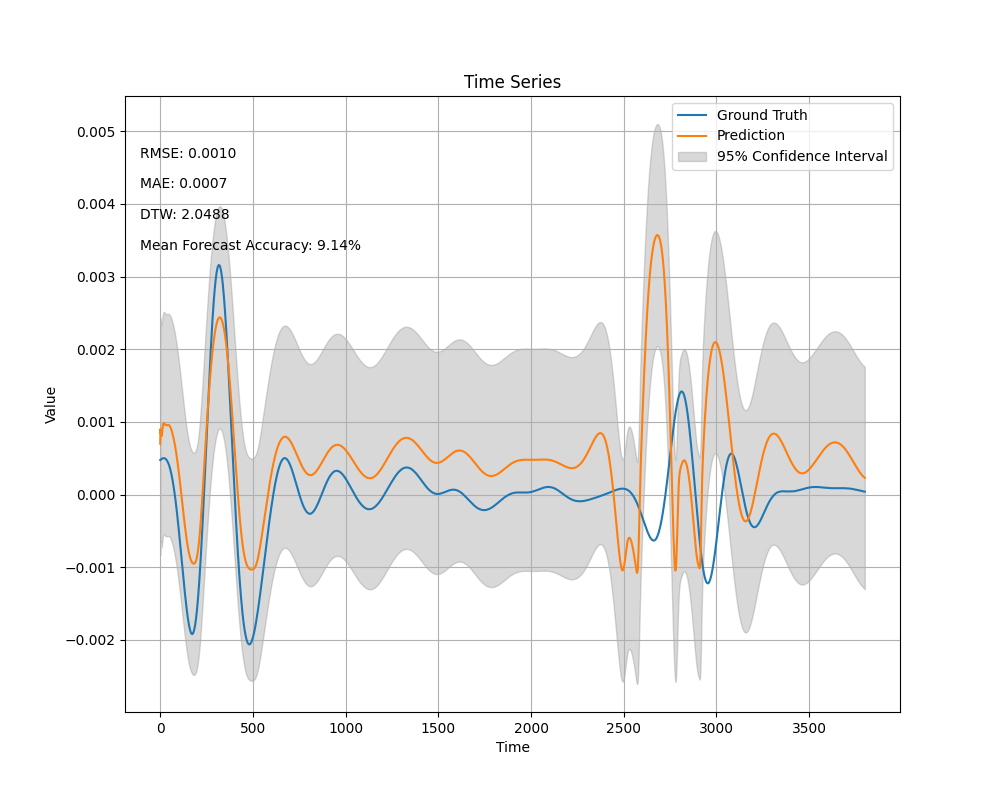 Time Series
Ground Truth
Prediction
95% Confidence Interval
RMSE: 0.0010
MAE: 0.0007
DTW: 2.0488
Mean Forecast Accuracy: 9.14%
0.005
0.004
0.003
0.002
0.001
0.000
−0.001
−0.002
Value
0 500 1000 1500 2000 2500 3000 3500
Time